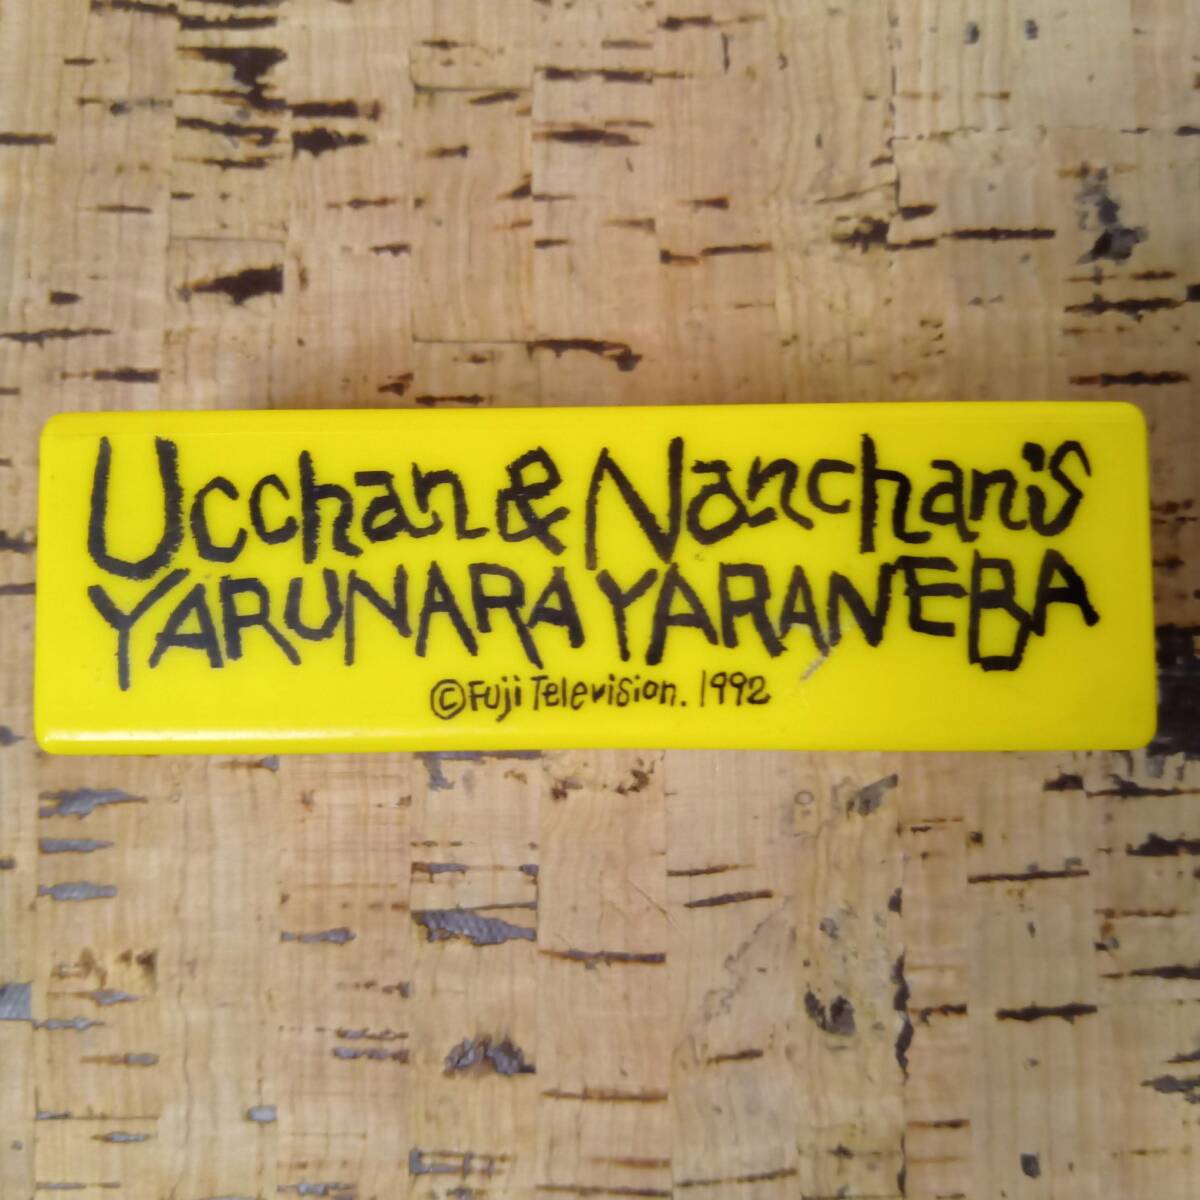 Ucchan & Nanchan's
YARUNARA YARANEBA
©Fuji Television. 1992